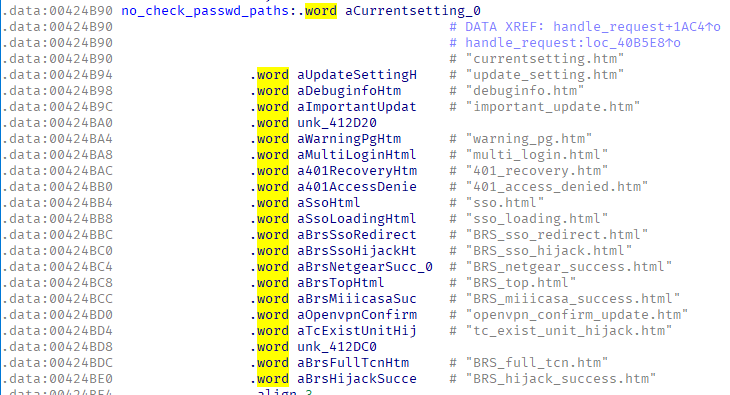 .data:00424B90 no_check_passwd_paths:.word aCurrentsetting_0
.data:00424B90 # DATA XREF: handle_request+1AC4↑o
.data:00424B90 # handle_request:loc_40B5E8↑o
.data:00424B90 # "currentsetting.htm"
.data:00424B94 .word aUpdateSettingH # "update_setting.htm"
.data:00424B98 .word aDebuginfoHtm # "debuginfo.htm"
.data:00424B9C .word aImportantUpdat # "important_update.htm"
.data:00424BA0 .word unk_412D20
.data:00424BA4 .word aWarningPgHtm # "warning_pg.htm"
.data:00424BA8 .word aMultiLoginHtml # "multi_login.html"
.data:00424BAC .word a401RecoveryHtm # "401_recovery.htm"
.data:00424BB0 .word a401AccessDenie # "401_access_denied.htm"
.data:00424BB4 .word aSsoHtml # "sso.html"
.data:00424BB8 .word aSsoLoadingHtml # "sso_loading.html"
.data:00424BBC .word aBrsSsoRedirect # "BRS_sso_redirect.html"
.data:00424BC0 .word aBrsSsoHijackHt # "BRS_sso_hijack.html"
.data:00424BC4 .word aBrsNetgearSucc_0 # "BRS_netgear_success.html"
.data:00424BC8 .word aBrsTopHtml # "BRS_top.html"
.data:00424BCC .word aBrsMiiicasaSuc # "BRS_miiicasa_success.html"
.data:00424BD0 .word aOpenvpnConfirm # "openvpn_confirm_update.htm"
.data:00424BD4 .word aTcExistUnitHij # "tc_exist_unit_hijack.htm"
.data:00424BD8 .word unk_412DC0
.data:00424BDC .word aBrsFullTcnHtm # "BRS_full_tcn.htm"
.data:00424BE0 .word aBrsHijackSucce # "BRS_hijack_success.htm"
.data:00424BE4 .align 3